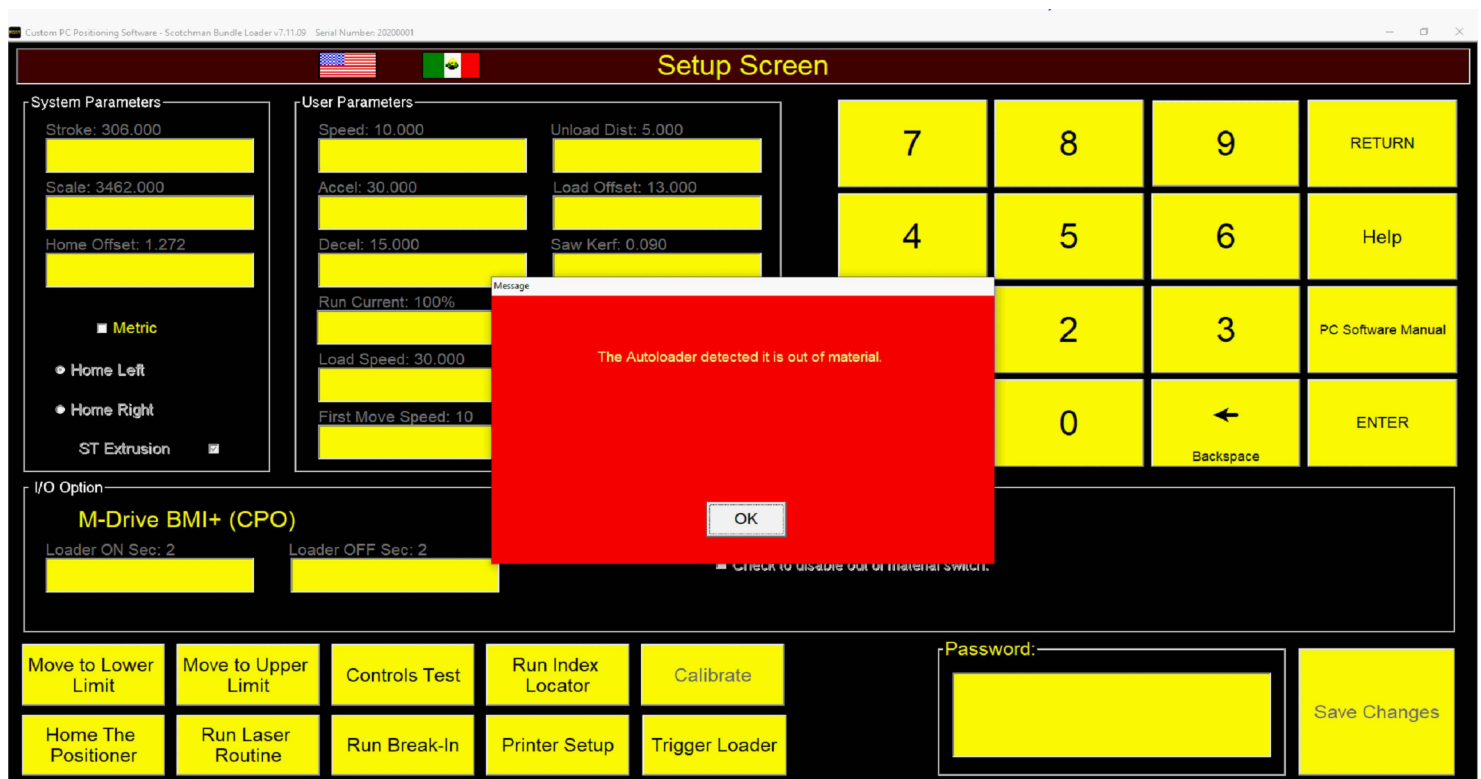 Custom PC Positioning Software - Scotchman Bundle Loader v7.11.09 Serial Number: 20200001
Setup Screen
System Parameters
Stroke: 306.000
Scale: 3462.000
Home Offset: 1.272
Metric
Home Left
Home Right
ST Extrusion
User Parameters
Speed: 10.000
Unload Dist: 5.000
Accel: 30.000
Load Offset: 13.000
Decel: 15.000
Saw Kerf: 0.090
Run Current: 100%
Load Speed: 30.000
First Move Speed: 10
7 8 9 RETURN
4 5 6 Help
2 3 PC Software Manual
0 Backspace ENTER
Message
The Autoloader detected it is out of material.
OK
I/O Option
M-Drive BMI+ (CPO)
Loader ON Sec: 2
Loader OFF Sec: 2
Check to disable out of material switch.
Move to Lower
Limit
Move to Upper
Limit
Controls Test
Run Index
Locator
Calibrate
Home The
Positioner
Run Laser
Routine
Run Break-In
Printer Setup
Trigger Loader
Password:
Save Changes